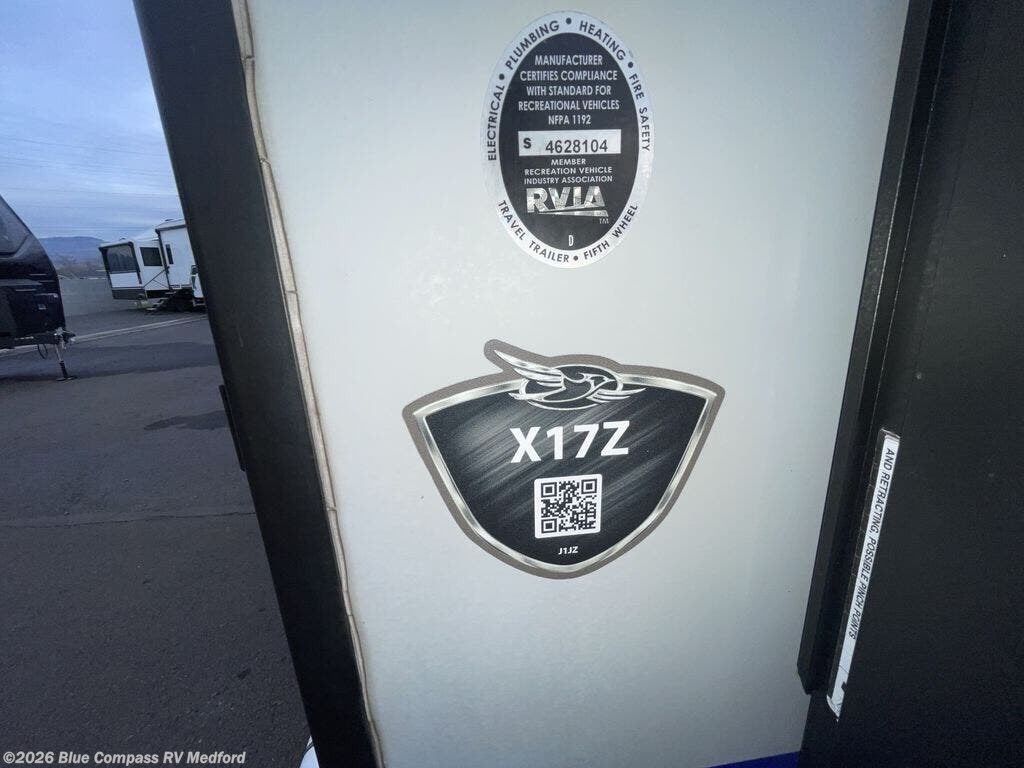 ELECTRICAL • PLUMBING • HEATING • FIRE SAFETY
MANUFACTURER
CERTIFIES COMPLIANCE
WITH STANDARD FOR
RECREATIONAL VEHICLES
NFPA 1192
S 4628104
MEMBER
RECREATION VEHICLE
INDUSTRY ASSOCIATION
RVIA
TM
D
TRAVEL TRAILER • FIFTH WHEEL
X17Z
J1JZ
AND RETRACTING, POSSIBLE PINCH POINTS
©2026 Blue Compass RV Medford